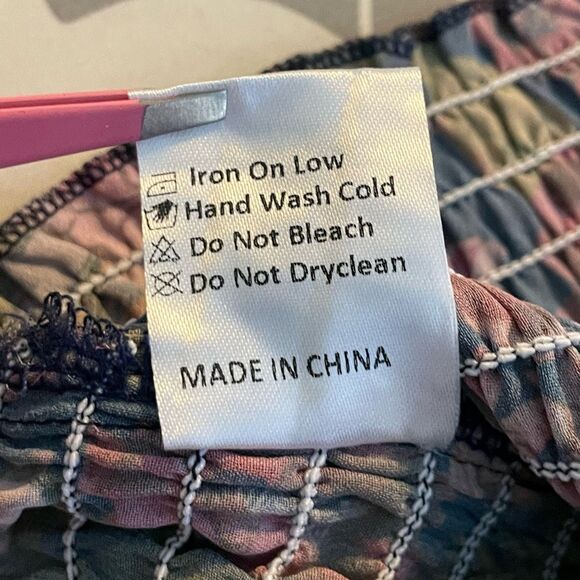 Iron On Low
Hand Wash Cold
Do Not Bleach
Do Not Dryclean
MADE IN CHINA